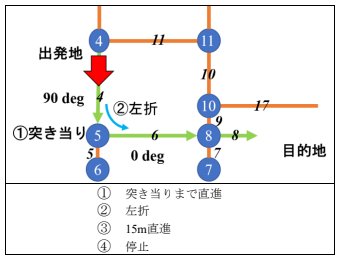 4
11
11
出発地
10
4
90 deg
10
17
②左折
9
①突き当り
5
6
8
8
目的地
5
0 deg
7
6
7
① 突き当りまで直進
② 左折
③ 15m直進
④ 停止